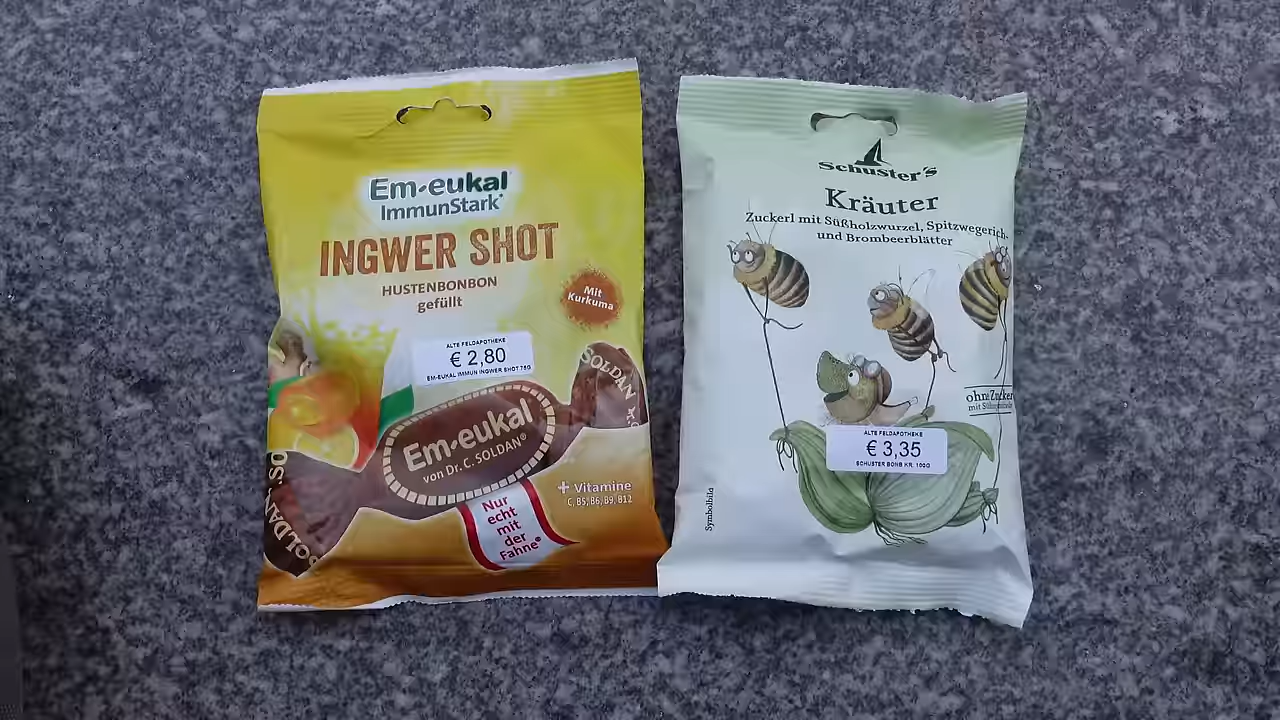 Em-eukal
ImmunStark*
INGWER SHOT
HUSTENBONBON
gefüllt
Mit
Kurkuma
ALTE FELDAPOTHEKE
€ 2,80
EM-EUKAL IMMUN INGWER SHOT 75G
SOLDAN
Em-eukal
von Dr. C. SOLDAN®
SOLDAN
+ Vitamine
C, B5, B6, B9, B12
Nur
echt
mit
der
Fahne®
Schuster's
Kräuter
Zuckerl mit Süßholzwurzel, Spitzwegerich-
und Brombeerblätter
ohne Zucker
ALTE FELDAPOTHEKE
€ 3,35
SCHUSTER BONB KR. 100G
Symbolbild